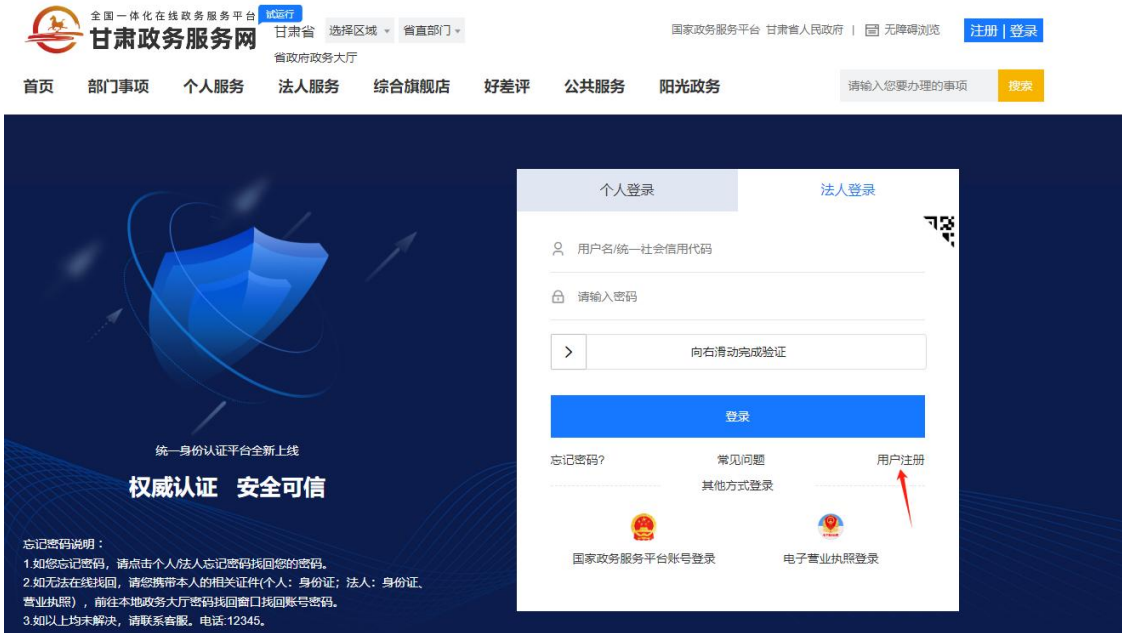 全国一体化在线政务服务平台 试运行
甘肃政务服务网
甘肃省 选择区域 省直部门
省政府政务大厅
国家政务服务平台 甘肃省人民政府 | 无障碍浏览
注册 | 登录
首页 部门事项 个人服务 法人服务 综合旗舰店 好差评 公共服务 阳光政务
请输入您要办理的事项 搜索
个人登录 法人登录
用户名/统一社会信用代码
请输入密码
向右滑动完成验证
登录
忘记密码? 常见问题 用户注册
其他方式登录
国家政务服务平台账号登录 电子营业执照登录
统一身份认证平台全新上线
权威认证 安全可信
忘记密码说明：
1.如您忘记密码，请点击个人/法人忘记密码找回您的密码。
2.如无法在线找回，请您携带本人的相关证件(个人：身份证；法人：身份证、
营业执照），前往本地政务大厅密码找回窗口找回账号密码。
3.如以上均未解决，请联系客服。电话:12345。